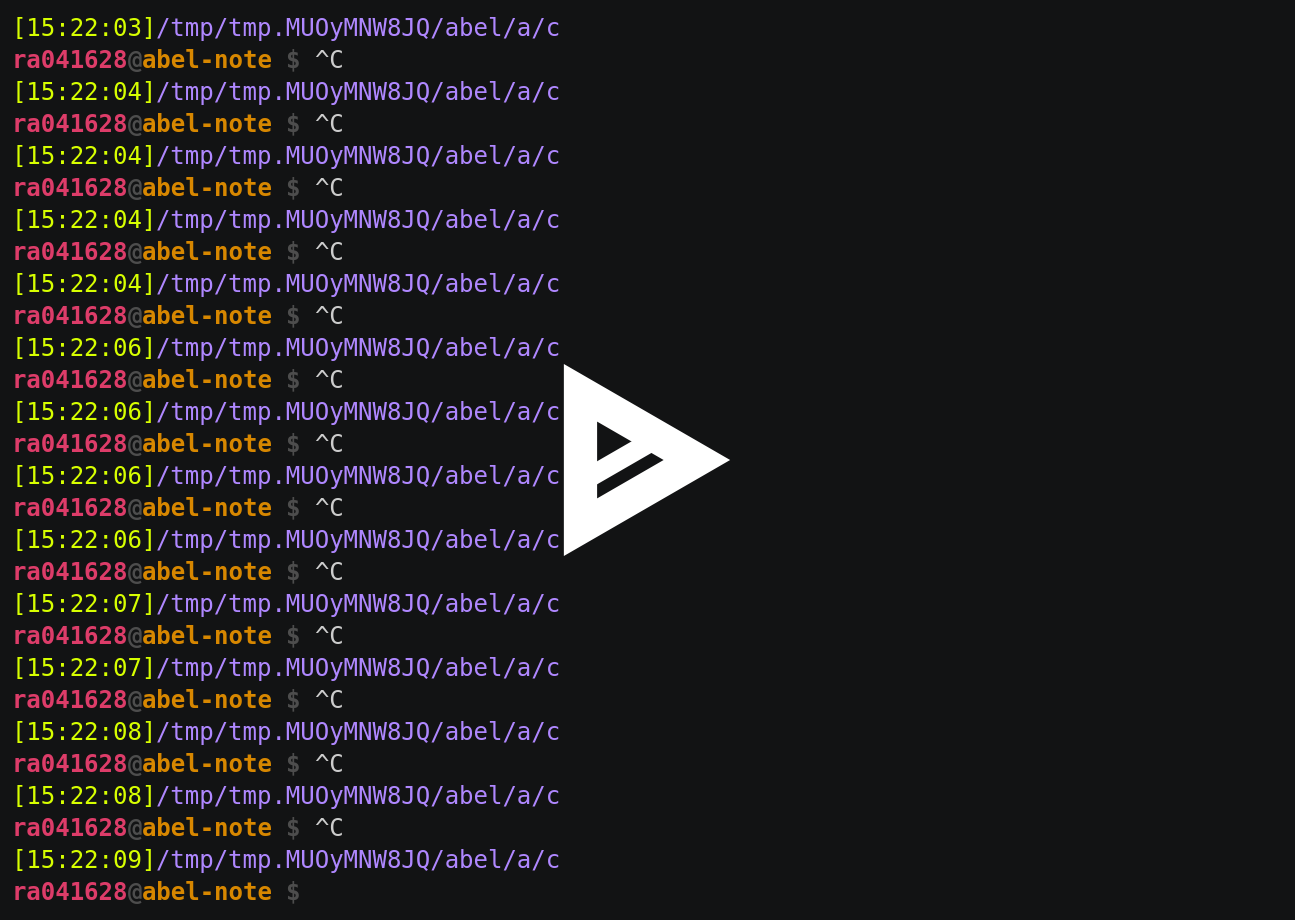 [15:22:03]/tmp/tmp.MUOyMNW8JQ/abel/a/c
ra041628@abel-note $ ^C
[15:22:04]/tmp/tmp.MUOyMNW8JQ/abel/a/c
ra041628@abel-note $ ^C
[15:22:04]/tmp/tmp.MUOyMNW8JQ/abel/a/c
ra041628@abel-note $ ^C
[15:22:04]/tmp/tmp.MUOyMNW8JQ/abel/a/c
ra041628@abel-note $ ^C
[15:22:04]/tmp/tmp.MUOyMNW8JQ/abel/a/c
ra041628@abel-note $ ^C
[15:22:06]/tmp/tmp.MUOyMNW8JQ/abel/a/c
ra041628@abel-note $ ^C
[15:22:06]/tmp/tmp.MUOyMNW8JQ/abel/a/c
ra041628@abel-note $ ^C
[15:22:06]/tmp/tmp.MUOyMNW8JQ/abel/a/c
ra041628@abel-note $ ^C
[15:22:06]/tmp/tmp.MUOyMNW8JQ/abel/a/c
ra041628@abel-note $ ^C
[15:22:07]/tmp/tmp.MUOyMNW8JQ/abel/a/c
ra041628@abel-note $ ^C
[15:22:07]/tmp/tmp.MUOyMNW8JQ/abel/a/c
ra041628@abel-note $ ^C
[15:22:08]/tmp/tmp.MUOyMNW8JQ/abel/a/c
ra041628@abel-note $ ^C
[15:22:08]/tmp/tmp.MUOyMNW8JQ/abel/a/c
ra041628@abel-note $ ^C
[15:22:09]/tmp/tmp.MUOyMNW8JQ/abel/a/c
ra041628@abel-note $